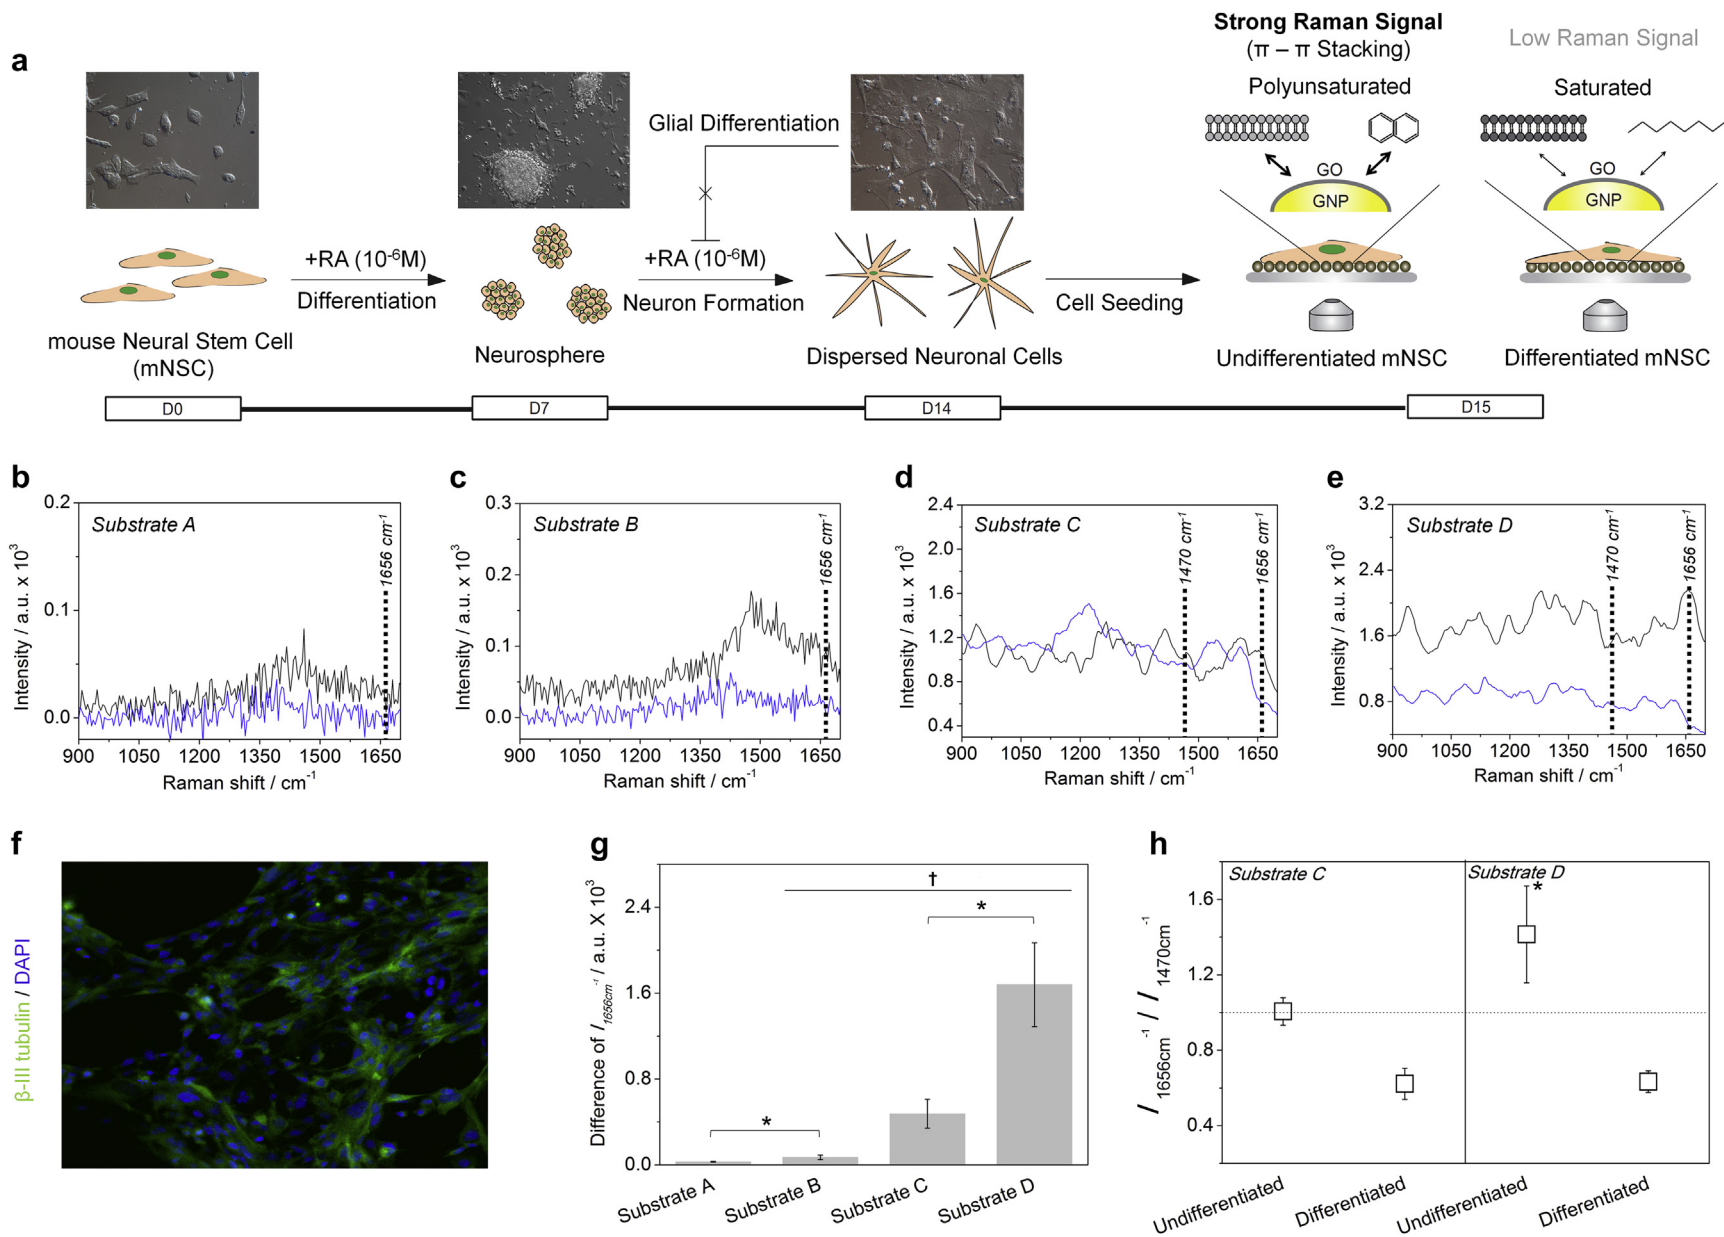 a
Strong Raman Signal
(π – π Stacking)
Low Raman Signal
Polyunsaturated
Saturated
Glial Differentiation
GO
GNP
GO
GNP
+RA (10-6M)
Differentiation
+RA (10-6M)
Neuron Formation
Cell Seeding
mouse Neural Stem Cell
(mNSC)
Neurosphere
Dispersed Neuronal Cells
Undifferentiated mNSC
Differentiated mNSC
D0
D7
D14
D15
b
Substrate A
1656 cm-1
0.2
0.1
0.0
Intensity / a.u. x 103
900 1050 1200 1350 1500 1650
Raman shift / cm-1
c
Substrate B
1656 cm-1
0.3
0.2
0.1
0.0
Intensity / a.u. x 103
900 1050 1200 1350 1500 1650
Raman shift / cm-1
d
Substrate C
1470 cm-1
1656 cm-1
2.4
2.0
1.6
1.2
0.8
0.4
Intensity / a.u. x 103
900 1050 1200 1350 1500 1650
Raman shift / cm-1
e
Substrate D
1470 cm-1
1656 cm-1
3.2
2.4
1.6
0.8
Intensity / a.u. x 103
900 1050 1200 1350 1500 1650
Raman shift / cm-1
f
β-III tubulin / DAPI
g
†
*
*
2.4
1.6
0.8
0.0
Difference of I1656cm-1 / a.u. X 103
Substrate A
Substrate B
Substrate C
Substrate D
h
Substrate C
Substrate D
*
1.6
1.2
0.8
0.4
I1656cm-1 / I1470cm-1
Undifferentiated
Differentiated
Undifferentiated
Differentiated